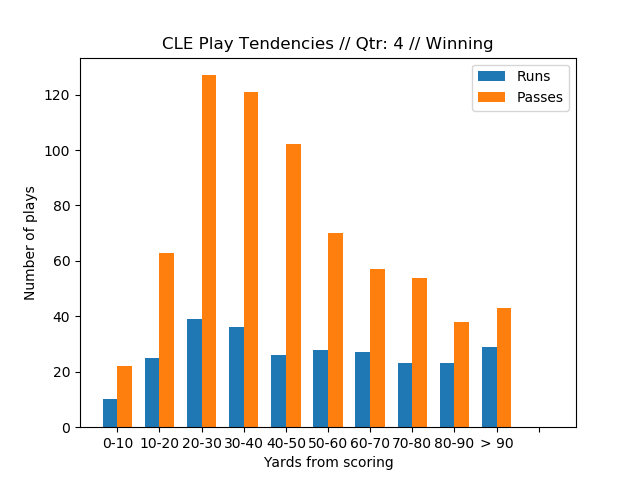 CLE Play Tendencies // Qtr: 4 // Winning
Runs
Passes
Number of plays
120
100
80
60
40
20
0
0-10 10-20 20-30 30-40 40-50 50-60 60-70 70-80 80-90 > 90
Yards from scoring